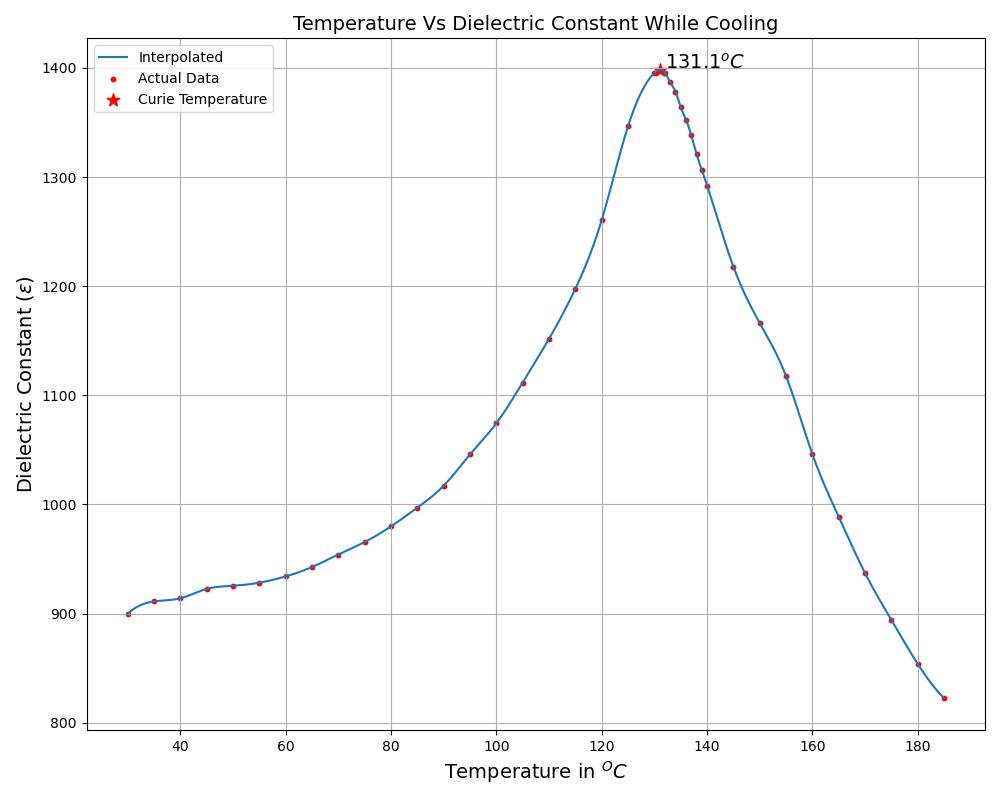 Temperature Vs Dielectric Constant While Cooling
Interpolated
Actual Data
Curie Temperature
131.1°C
1400
1300
1200
1100
1000
900
800
Dielectric Constant (ε)
40 60 80 100 120 140 160 180
Temperature in ᴼC